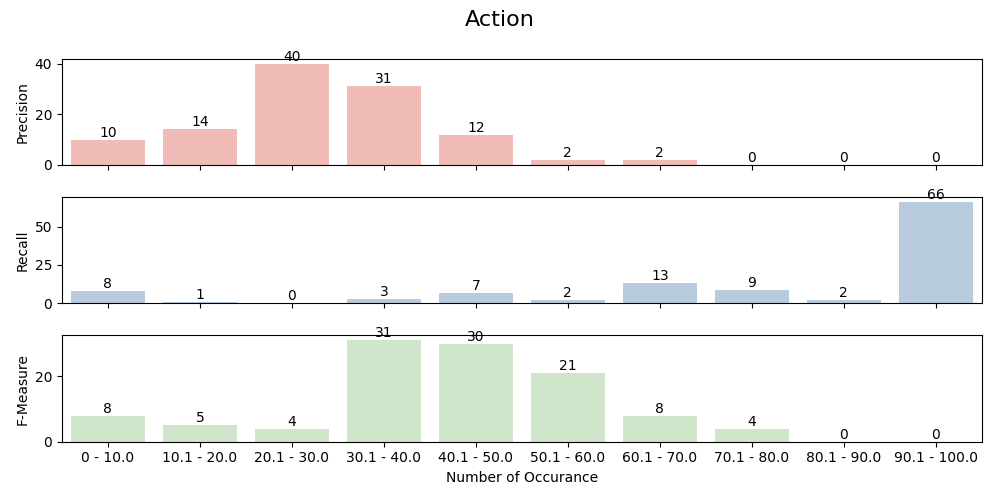 Action
Precision
40
20
0
10 14 40 31 12 2 2 0 0 0
Recall
50
25
0
8 1 0 3 7 2 13 9 2 66
F-Measure
20
0
8 5 4 31 30 21 8 4 0 0
0 - 10.0 10.1 - 20.0 20.1 - 30.0 30.1 - 40.0 40.1 - 50.0 50.1 - 60.0 60.1 - 70.0 70.1 - 80.0 80.1 - 90.0 90.1 - 100.0
Number of Occurance